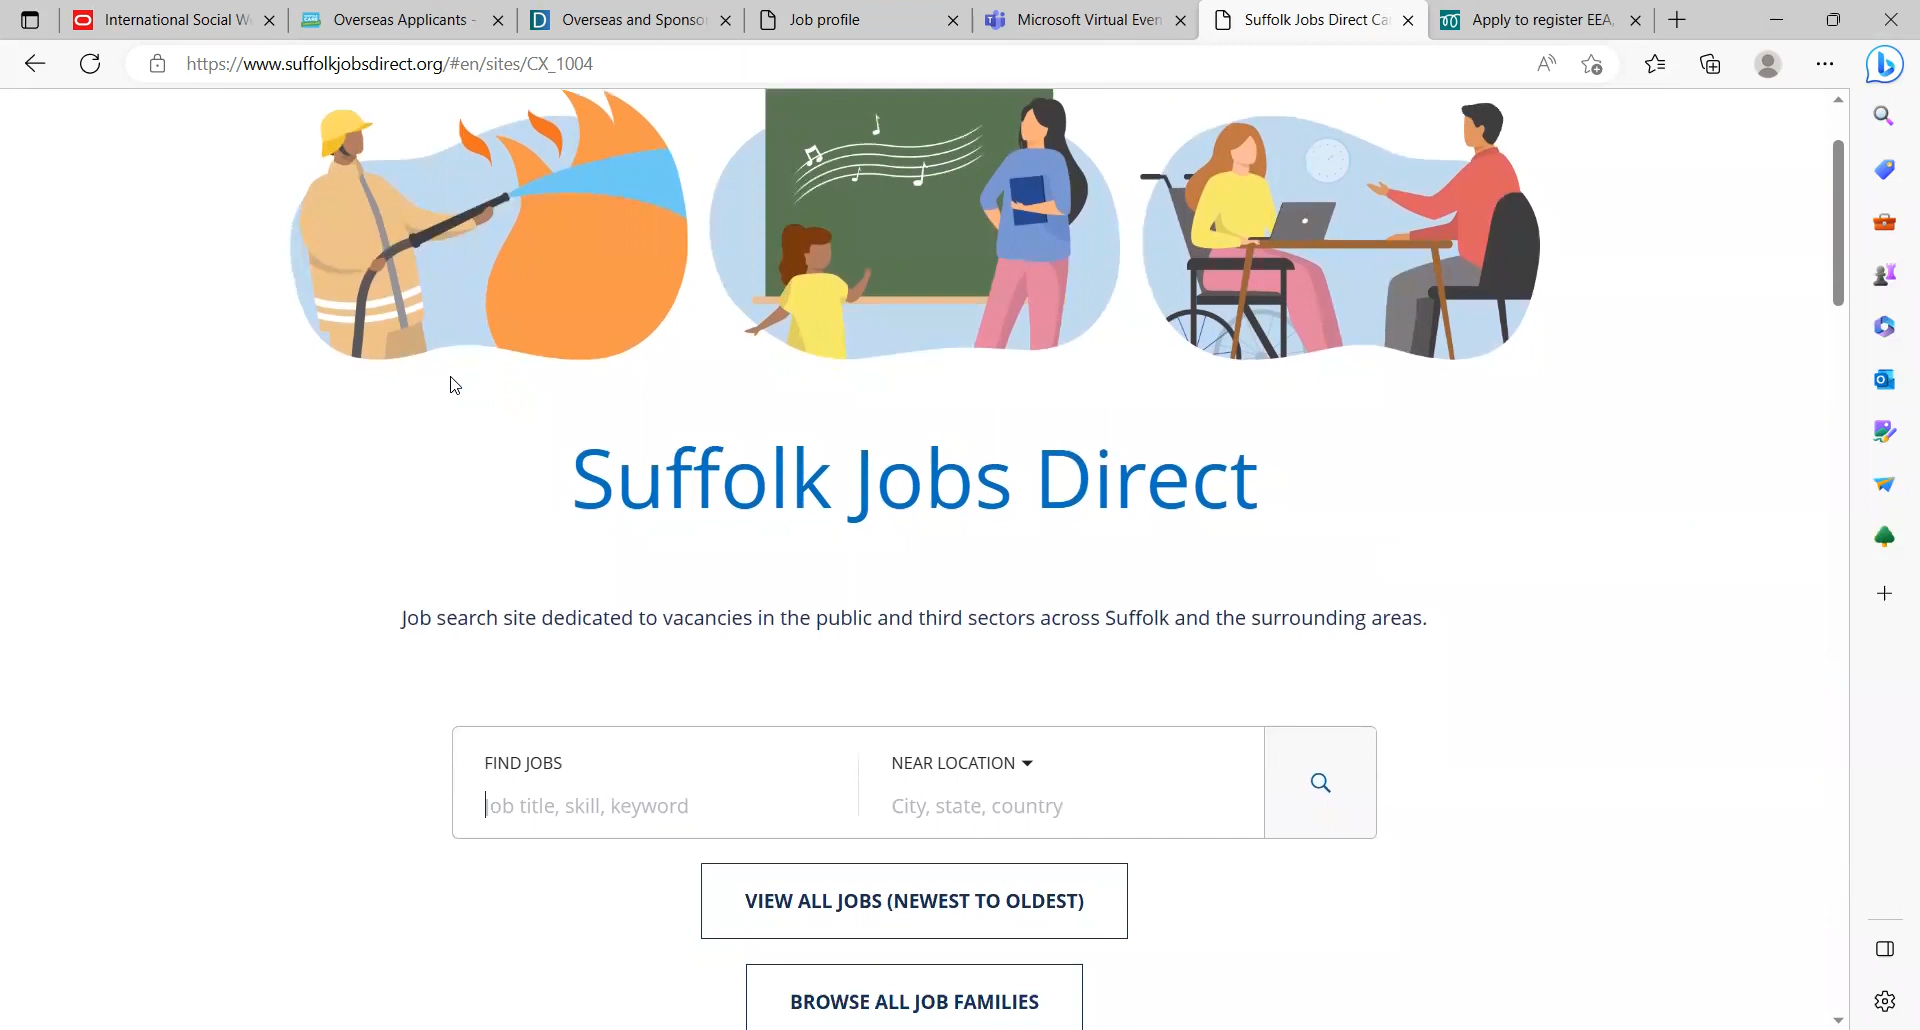 International Social W
Overseas Applicants -
Overseas and Sponso
Job profile
Microsoft Virtual Even
Suffolk Jobs Direct Ca
Apply to register EEA,
https://www.suffolkjobsdirect.org/#en/sites/CX_1004
Suffolk Jobs Direct
Job search site dedicated to vacancies in the public and third sectors across Suffolk and the surrounding areas.
FIND JOBS
Job title, skill, keyword
NEAR LOCATION
City, state, country
VIEW ALL JOBS (NEWEST TO OLDEST)
BROWSE ALL JOB FAMILIES